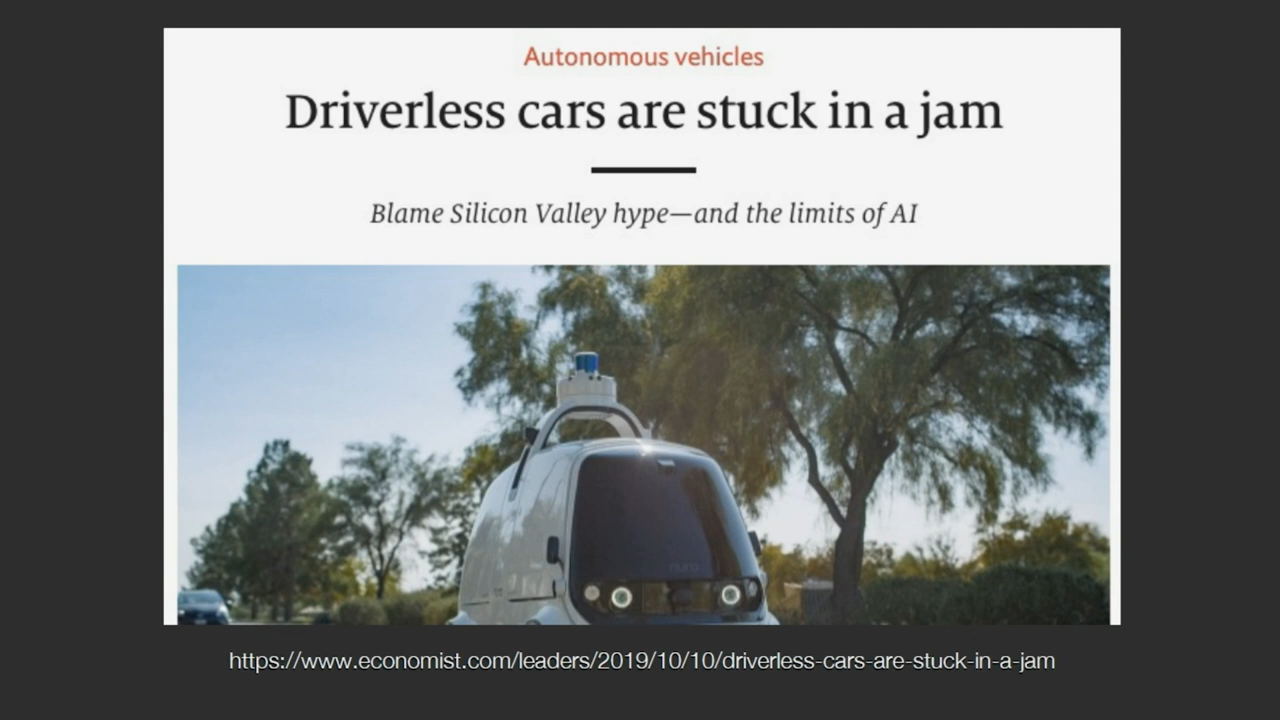 Autonomous vehicles
Driverless cars are stuck in a jam
Blame Silicon Valley hype—and the limits of AI
nuro
https://www.economist.com/leaders/2019/10/10/driverless-cars-are-stuck-in-a-jam